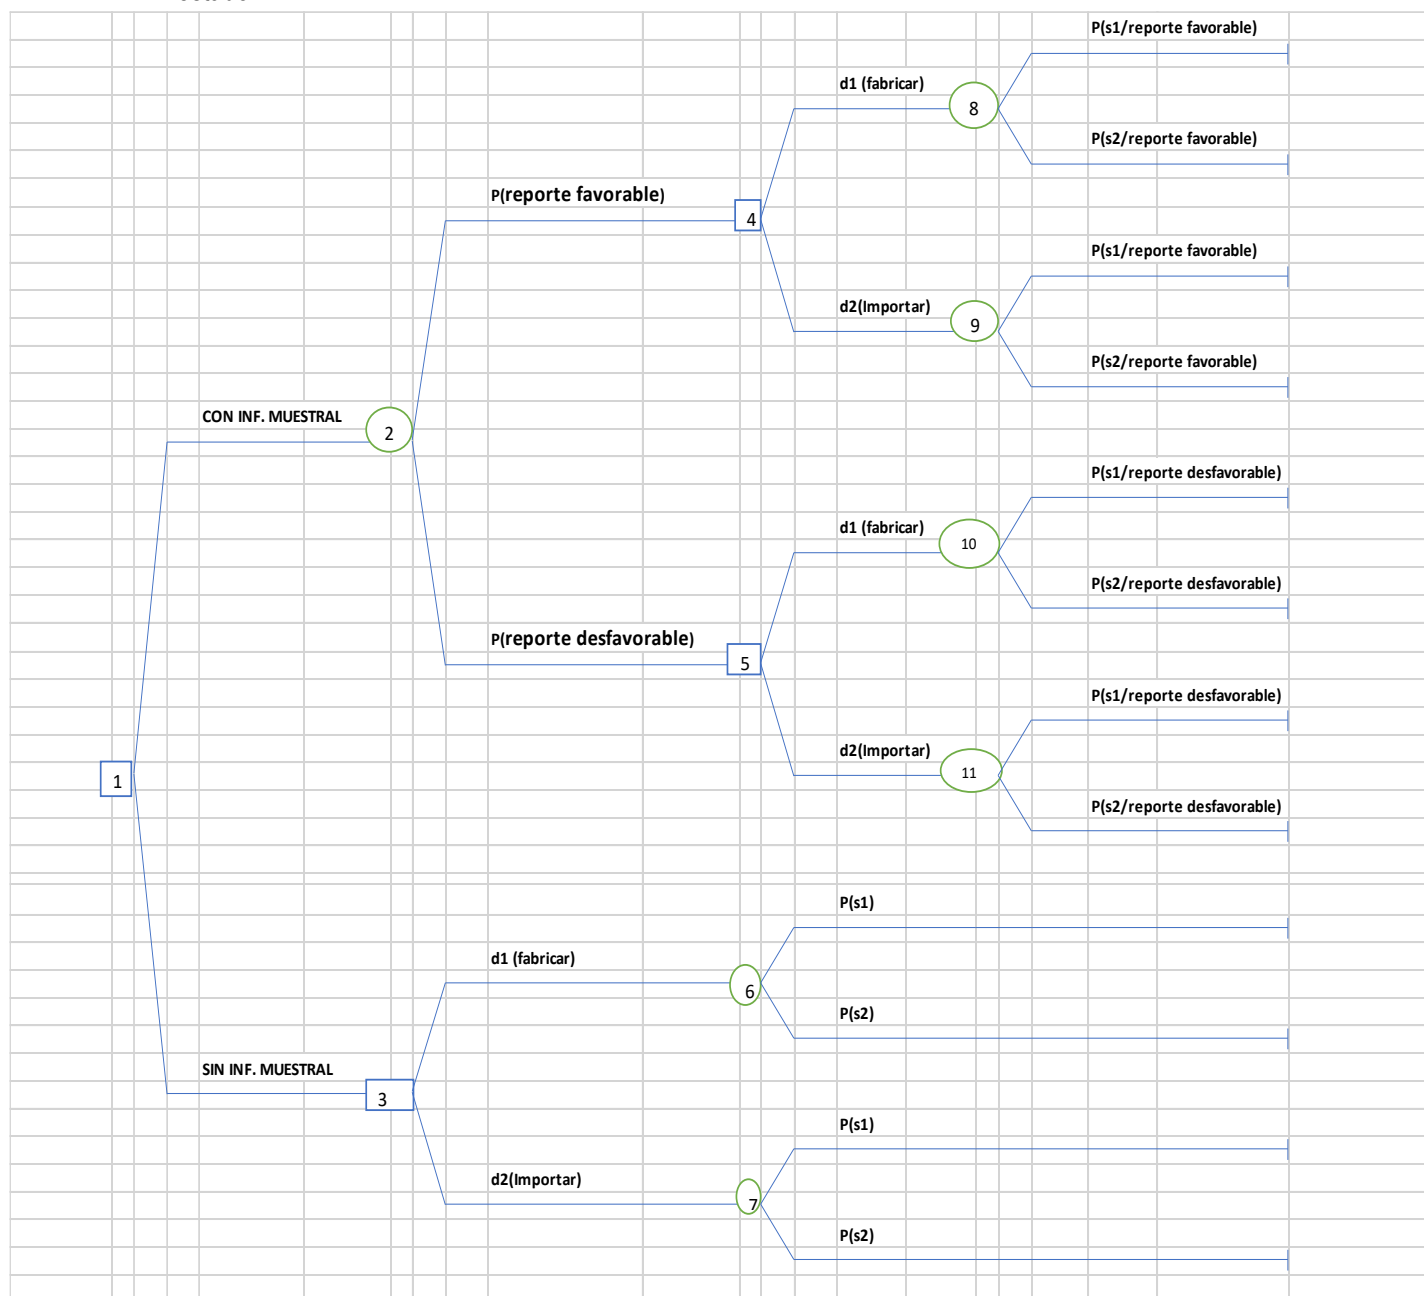 P(s1/reporte favorable)
d1 (fabricar)
8
P(s2/reporte favorable)
P(reporte favorable)
4
P(s1/reporte favorable)
d2(Importar)
9
P(s2/reporte favorable)
CON INF. MUESTRAL
2
P(s1/reporte desfavorable)
d1 (fabricar)
10
P(s2/reporte desfavorable)
P(reporte desfavorable)
5
P(s1/reporte desfavorable)
d2(Importar)
11
1
P(s2/reporte desfavorable)
P(s1)
d1 (fabricar)
6
P(s2)
SIN INF. MUESTRAL
3
P(s1)
d2(Importar)
7
P(s2)